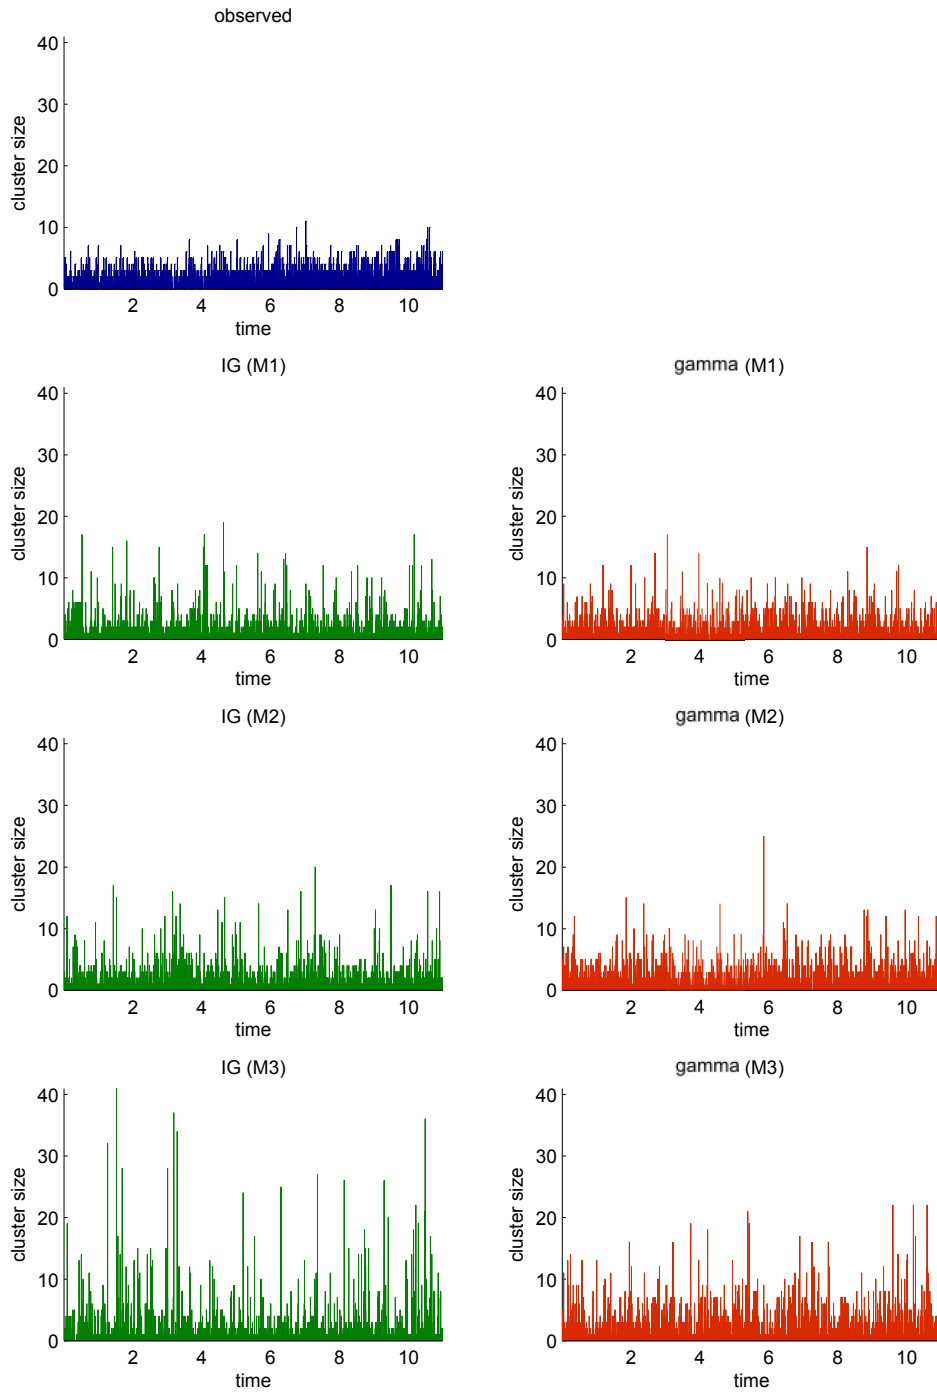 observed
40
30
20
10
0
cluster size
2 4 6 8 10
time
IG (M1)
40
30
20
10
0
cluster size
2 4 6 8 10
time
gamma (M1)
40
30
20
10
0
cluster size
2 4 6 8 10
time
IG (M2)
40
30
20
10
0
cluster size
2 4 6 8 10
time
gamma (M2)
40
30
20
10
0
cluster size
2 4 6 8 10
time
IG (M3)
40
30
20
10
0
cluster size
2 4 6 8 10
time
gamma (M3)
40
30
20
10
0
cluster size
2 4 6 8 10
time